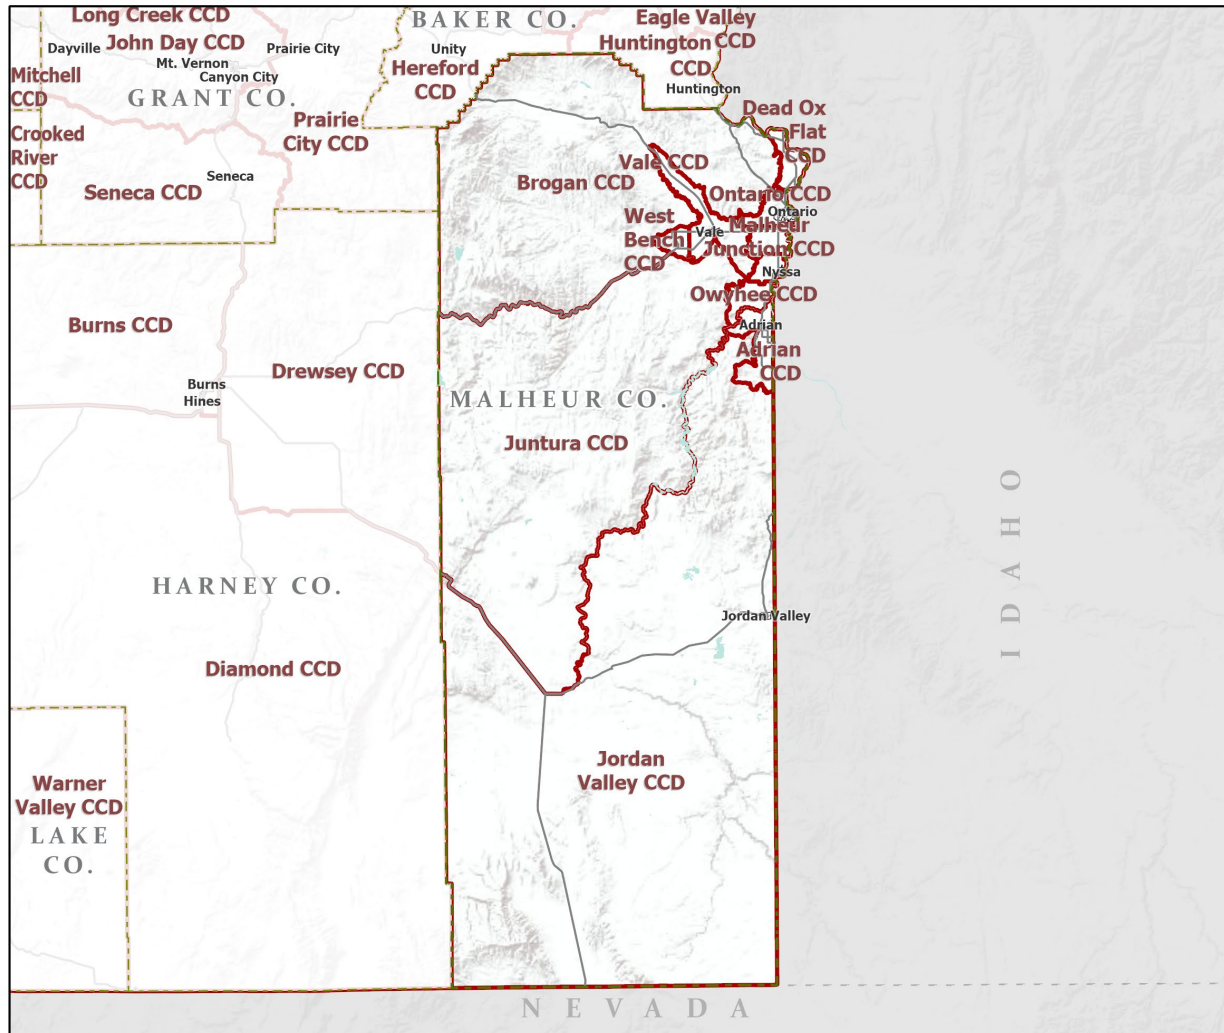 Long Creek CCD
BAKER CO.
Eagle Valley
CCD
Dayville
John Day CCD
Prairie City
Unity
Huntington
CCD
Mt. Vernon
Canyon City
Mitchell
CCD
Hereford
CCD
Huntington
GRANT CO.
Dead Ox
Flat
CCD
Prairie
City CCD
Crooked
River
CCD
Seneca
Seneca CCD
Vale CCD
Brogan CCD
Ontario CCD
Ontario
West
Bench
CCD
Vale
Malheur
Junction CCD
Nyssa
Owyhee CCD
Burns CCD
Adrian
Adrian
CCD
Drewsey CCD
Burns
Hines
MALHEUR CO.
Juntura CCD
IDAHO
HARNEY CO.
Jordan Valley
Diamond CCD
Jordan
Valley CCD
Warner
Valley CCD
LAKE
CO.
NEVADA